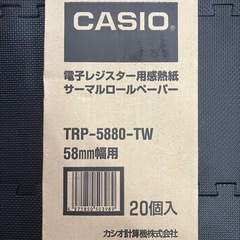 CASIO
電子レジスター用感熱紙
サーマルロールペーパー
TRP-5880-TW
58mm幅用
20個入
カシオ計算機株式会社